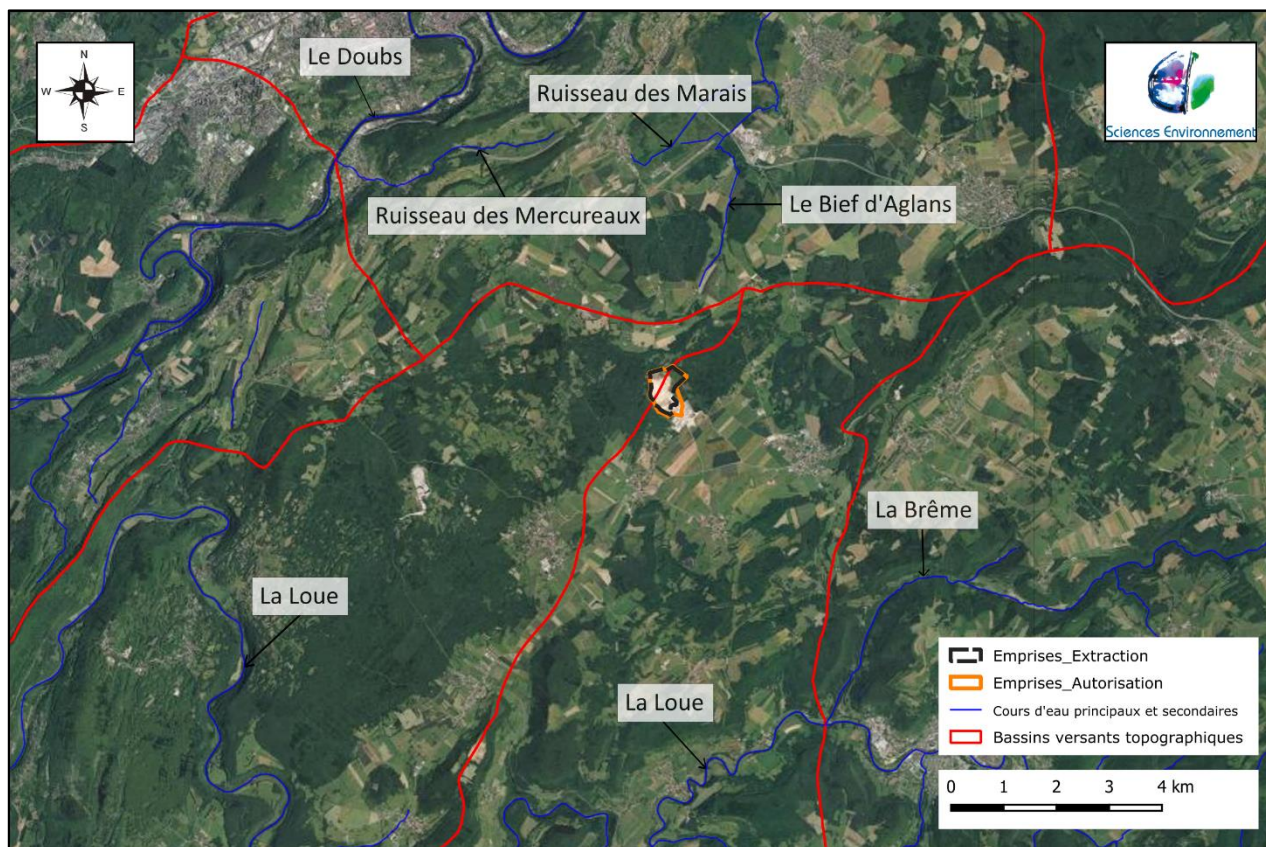 N
W E
S
Le Doubs
Ruisseau des Marais
Sciences Environnement
Ruisseau des Mercureaux
Le Bief d'Aglans
La Brême
La Loue
La Loue
Emprises_Extraction
Emprises_Autorisation
Cours d'eau principaux et secondaires
Bassins versants topographiques
0 1 2 3 4 km